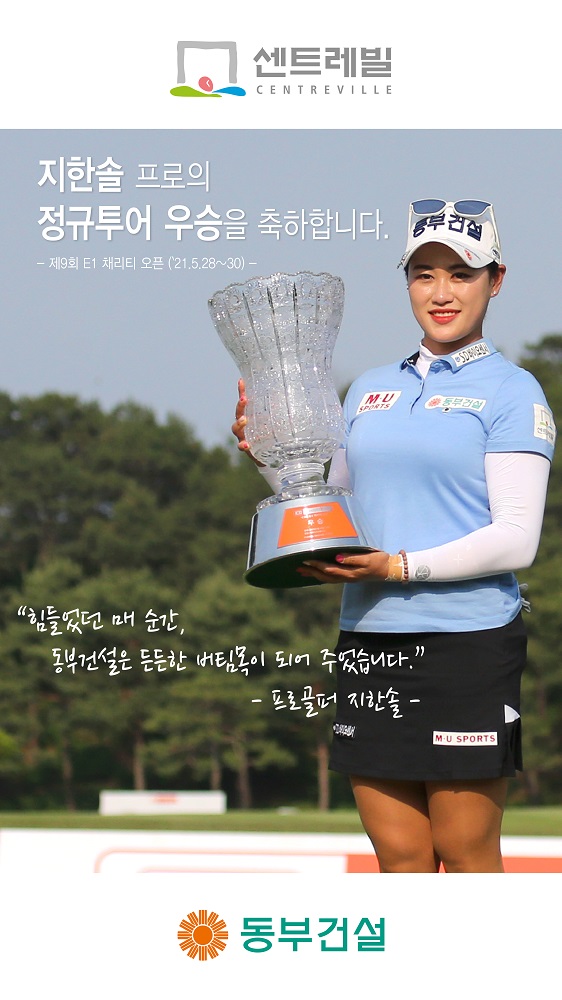 센트레빌
CENTREVILLE
지한솔 프로의
정규투어 우승을 축하합니다.
– 제9회 E1 채리티 오픈 ('21.5.28~30) –
동부건설
M·U
SPORTS
동부건설
우승
"힘들었던 매 순간,
동부건설은 든든한 버팀목이 되어 주었습니다."
- 프로골퍼 지한솔 -
M·U SPORTS
동부건설